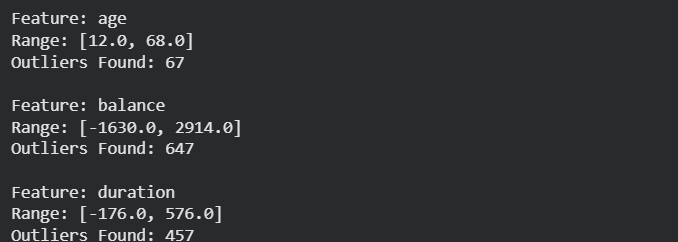 Feature: age
Range: [12.0, 68.0]
Outliers Found: 67
Feature: balance
Range: [-1630.0, 2914.0]
Outliers Found: 647
Feature: duration
Range: [-176.0, 576.0]
Outliers Found: 457